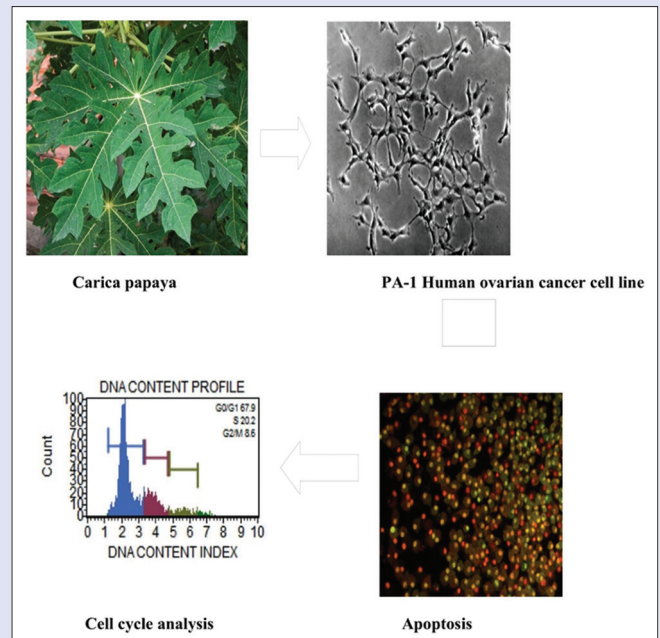 Carica papaya
PA-1 Human ovarian cancer cell line
DNA CONTENT PROFILE
G0/G1 67.9
S 20.2
G2/M 8.6
Count
100
90
80
70
60
50
40
30
20
10
0
0 1 2 3 4 5 6 7 8 9 10
DNA CONTENT INDEX
Cell cycle analysis
Apoptosis